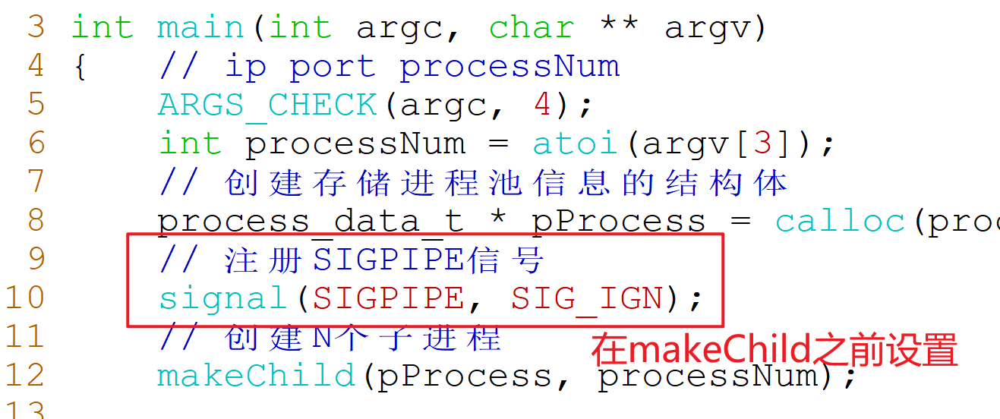 3 int main(int argc, char ** argv)
4 {   // ip port processNum
5     ARGS_CHECK(argc, 4);
6     int processNum = atoi(argv[3]);
7     // 创建存储进程池信息的结构体
8     process_data_t * pProcess = calloc(proc
9     // 注册SIGPIPE信号
10     signal(SIGPIPE, SIG_IGN);
11     // 创建N个子进程
在makeChild之前设置
12     makeChild(pProcess, processNum);
13